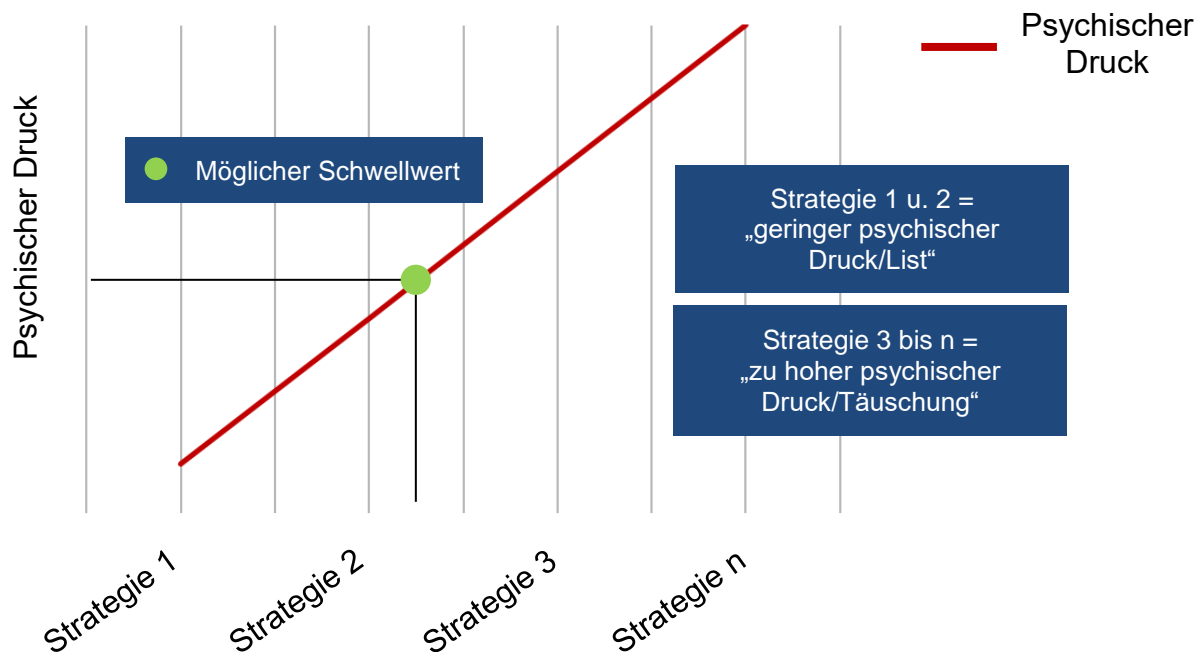 Psychischer
Druck
Psychischer Druck
Möglicher Schwellwert
Strategie 1 u. 2 =
„geringer psychischer
Druck/List“
Strategie 3 bis n =
„zu hoher psychischer
Druck/Täuschung“
Strategie 1
Strategie 2
Strategie 3
Strategie n